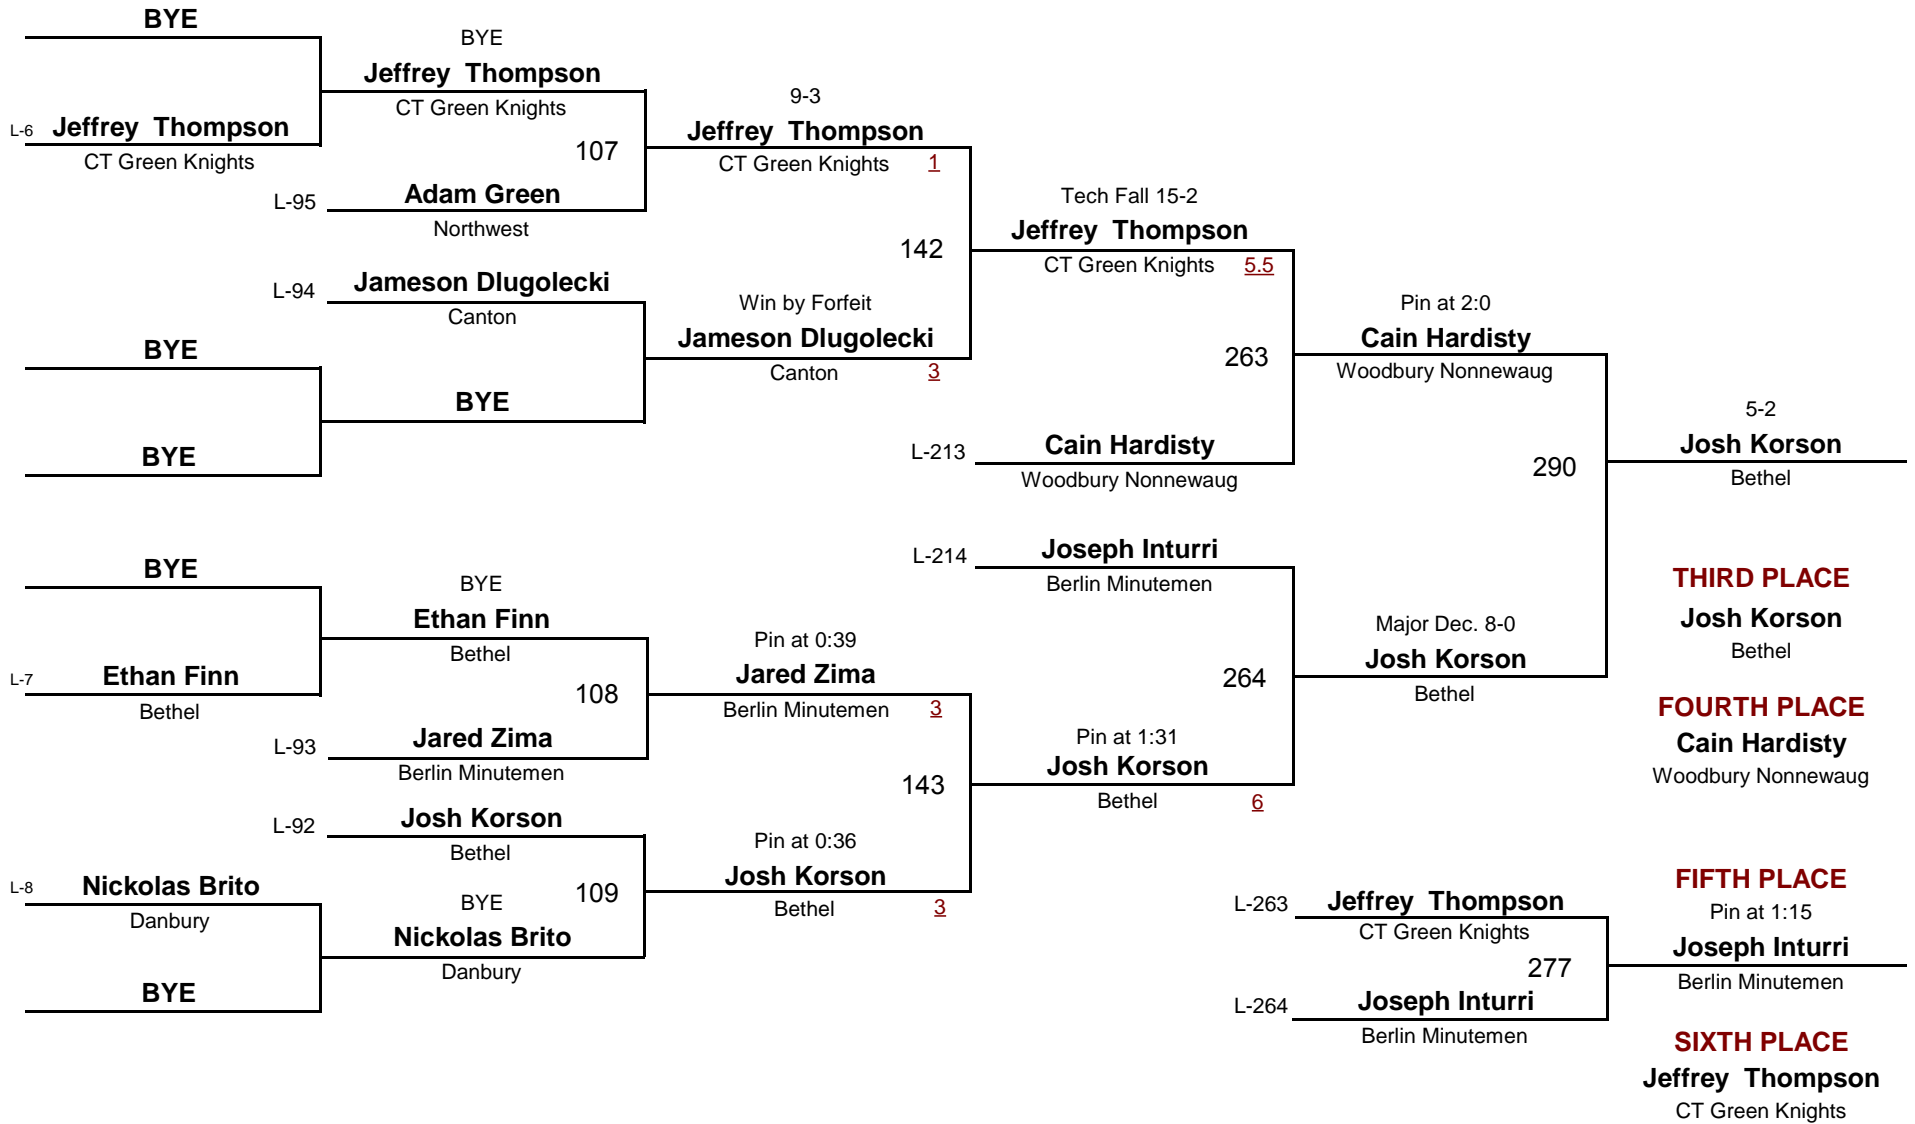 BYE
BYE
Jeffrey Thompson
CT Green Knights
L-6 Jeffrey Thompson
CT Green Knights
107
L-95 Adam Green
Northwest
9-3
Jeffrey Thompson
CT Green Knights 1
142
L-94 Jameson Dlugolecki
Canton
Win by Forfeit
Jameson Dlugolecki
Canton 3
BYE
BYE
BYE
Tech Fall 15-2
Jeffrey Thompson
CT Green Knights 5.5
263
L-213 Cain Hardisty
Woodbury Nonnewaug
Pin at 2:0
Cain Hardisty
Woodbury Nonnewaug
290
5-2
Josh Korson
Bethel
BYE
BYE
Ethan Finn
Bethel
L-7 Ethan Finn
Bethel
108
L-93 Jared Zima
Berlin Minutemen
Pin at 0:39
Jared Zima
Berlin Minutemen 3
143
L-92 Josh Korson
Bethel
109
L-8 Nickolas Brito
Danbury
BYE
Nickolas Brito
Danbury
BYE
Pin at 0:36
Josh Korson
Bethel 3
L-214 Joseph Inturri
Berlin Minutemen
264
Pin at 1:31
Josh Korson
Bethel 6
Major Dec. 8-0
Josh Korson
Bethel
THIRD PLACE
Josh Korson
Bethel
FOURTH PLACE
Cain Hardisty
Woodbury Nonnewaug
L-263 Jeffrey Thompson
CT Green Knights
277
L-264 Joseph Inturri
Berlin Minutemen
FIFTH PLACE
Pin at 1:15
Joseph Inturri
Berlin Minutemen
SIXTH PLACE
Jeffrey Thompson
CT Green Knights